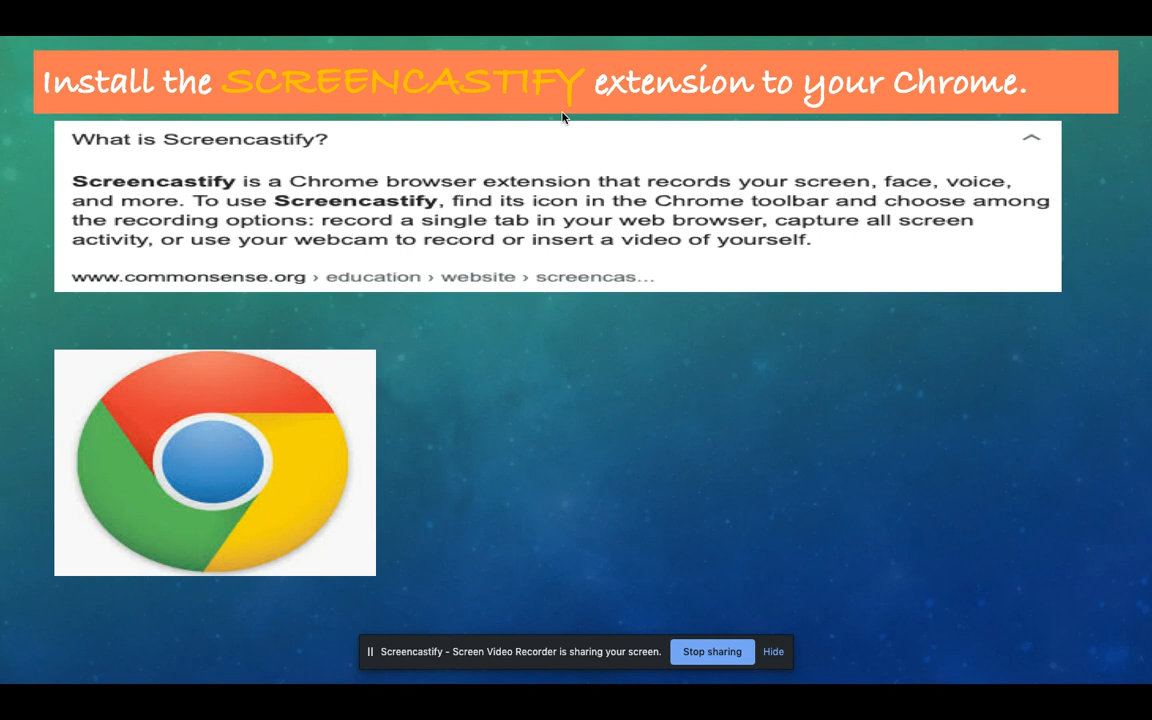 Install the SCREENCASTIFY extension to your Chrome.
What is Screencastify?
Screencastify is a Chrome browser extension that records your screen, face, voice,
and more. To use Screencastify, find its icon in the Chrome toolbar and choose among
the recording options: record a single tab in your web browser, capture all screen
activity, or use your webcam to record or insert a video of yourself.
www.commonsense.org › education › website › screencas...
Screencastify - Screen Video Recorder is sharing your screen. Stop sharing Hide